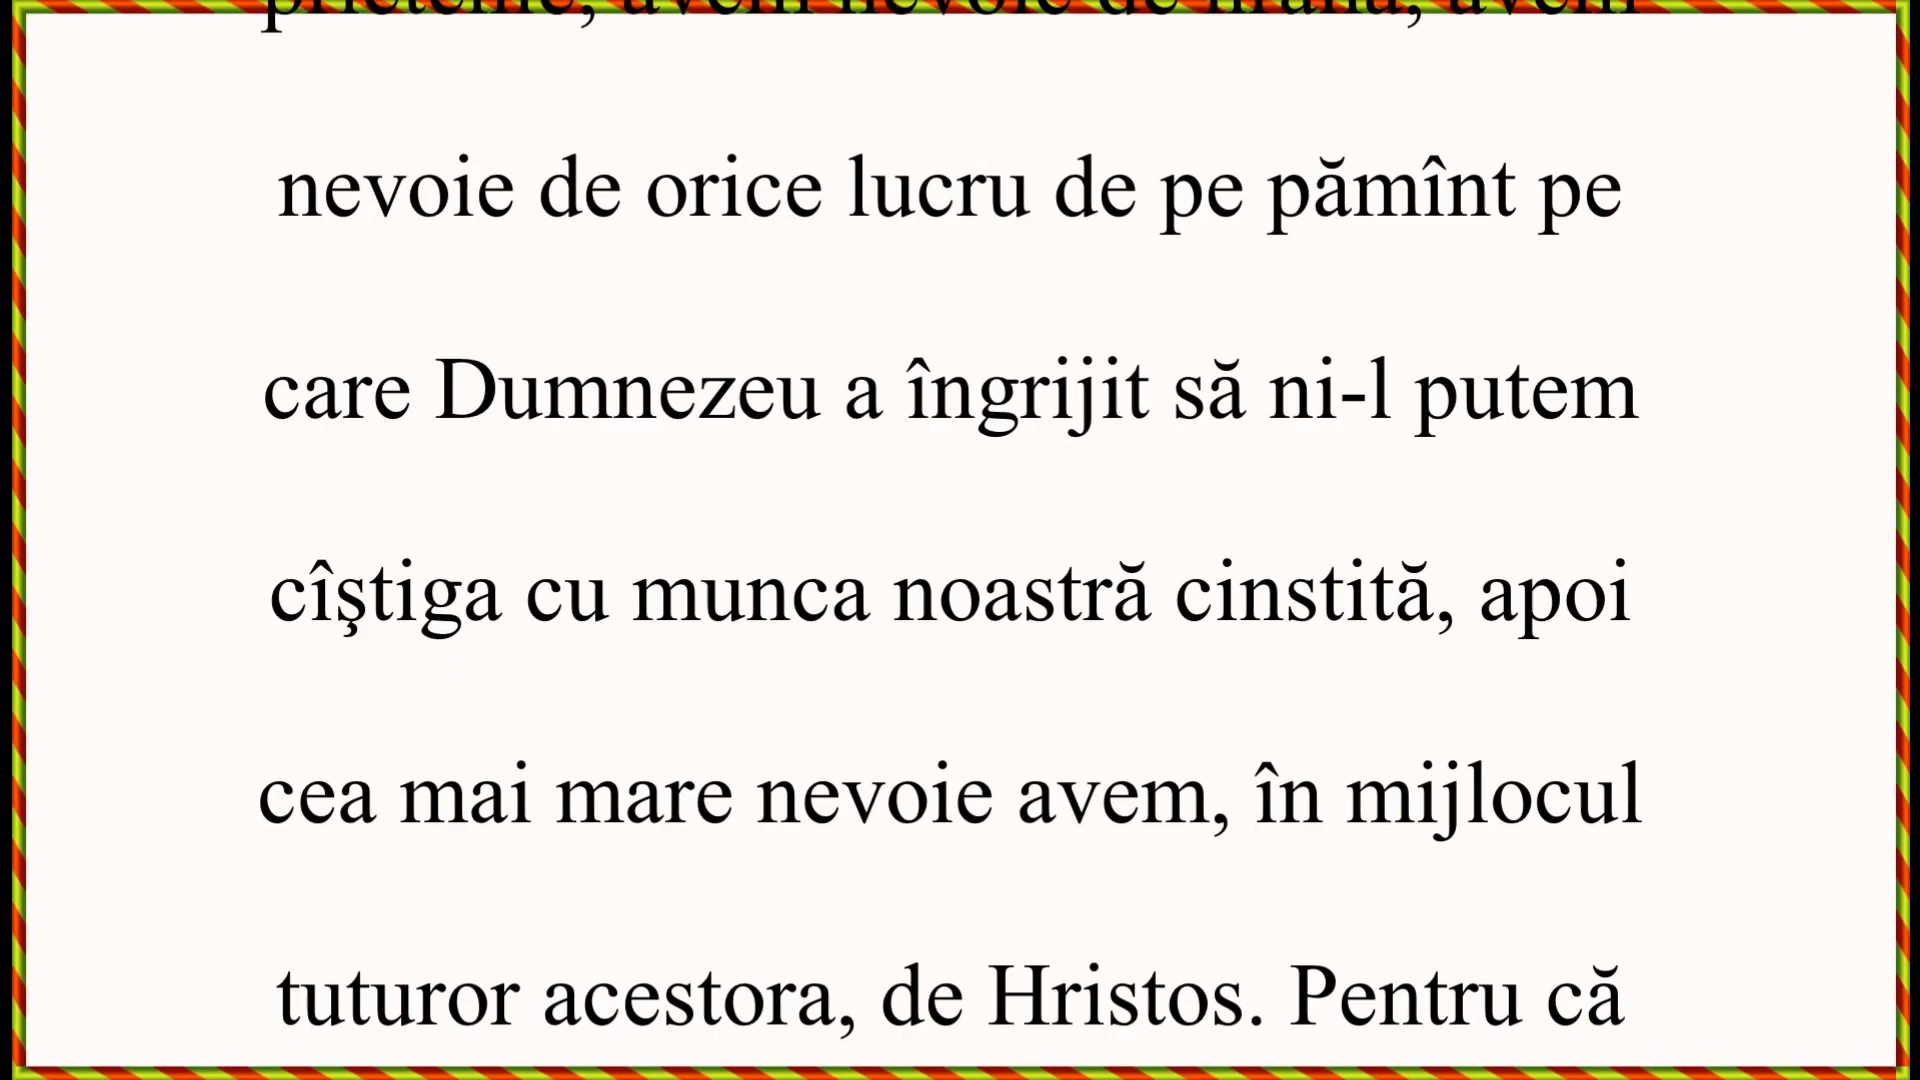 prietenie, avem nevoie de hrană, avem
nevoie de orice lucru de pe pămînt pe
care Dumnezeu a îngrijit să ni-l putem
cîştiga cu munca noastră cinstită, apoi
cea mai mare nevoie avem, în mijlocul
tuturor acestora, de Hristos. Pentru că